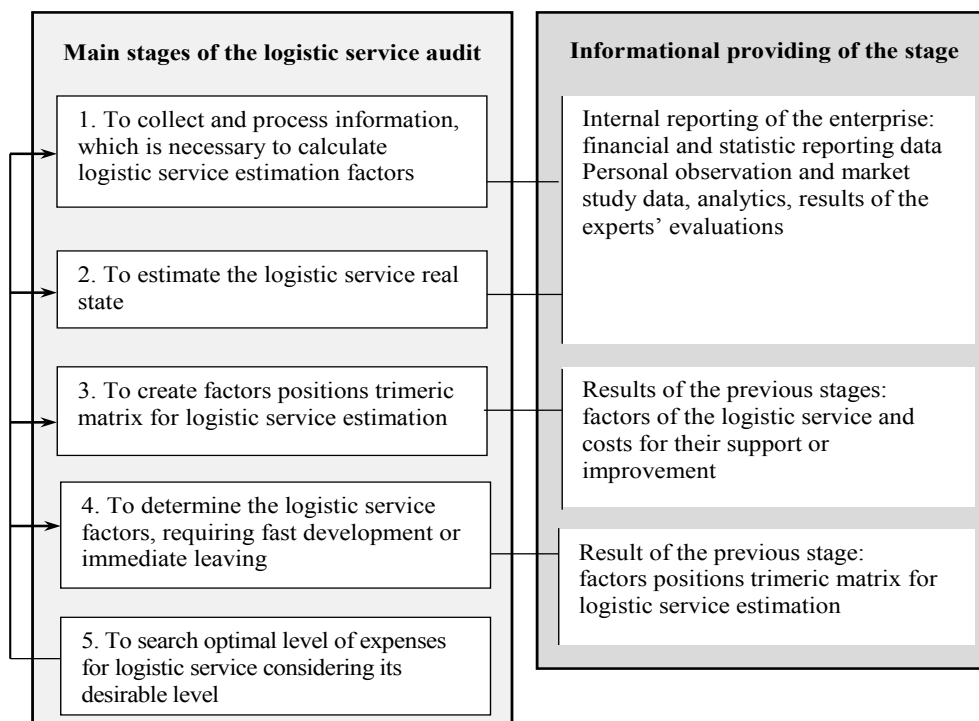 Main stages of the logistic service audit
1. To collect and process information,
which is necessary to calculate
logistic service estimation factors
2. To estimate the logistic service real
state
3. To create factors positions trimeric
matrix for logistic service estimation
4. To determine the logistic service
factors, requiring fast development or
immediate leaving
5. To search optimal level of expenses
for logistic service considering its
desirable level
Informational providing of the stage
Internal reporting of the enterprise:
financial and statistic reporting data
Personal observation and market
study data, analytics, results of the
experts’ evaluations
Results of the previous stages:
factors of the logistic service and
costs for their support or
improvement
Result of the previous stage:
factors positions trimeric matrix for
logistic service estimation